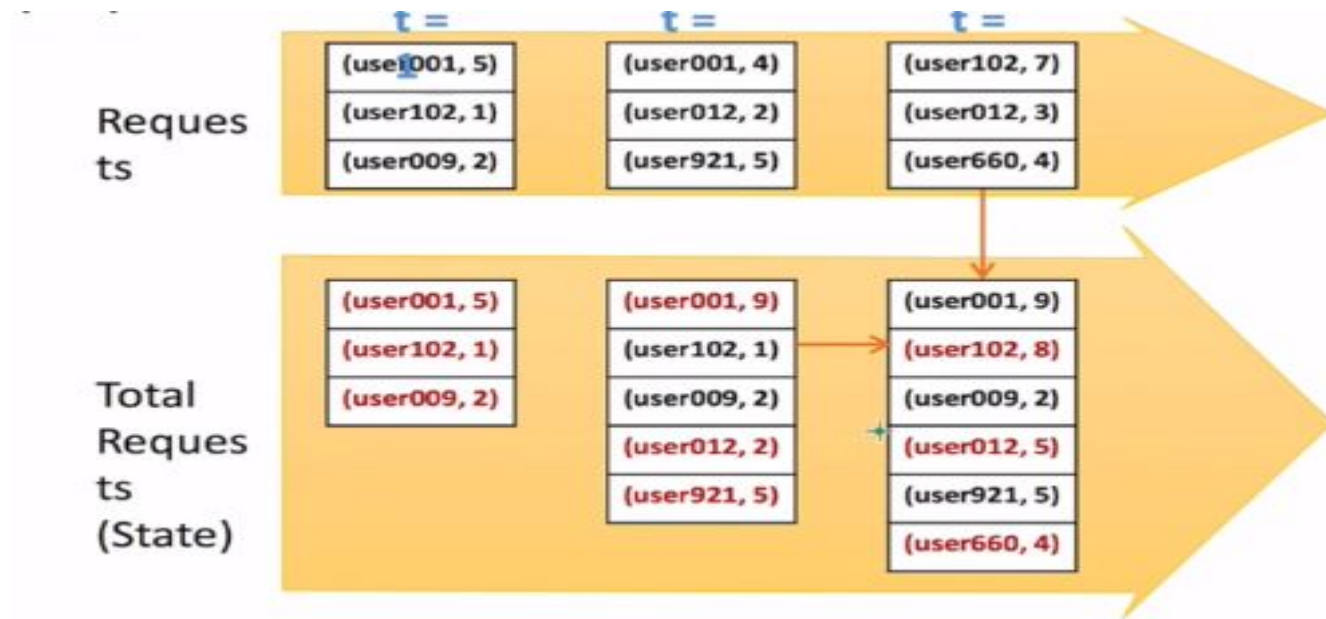 t =
t =
t =
1
Reques
ts
(user001, 5)
(user102, 1)
(user009, 2)
(user001, 4)
(user012, 2)
(user921, 5)
(user102, 7)
(user012, 3)
(user660, 4)
Total
Reques
ts
(State)
(user001, 5)
(user102, 1)
(user009, 2)
(user001, 9)
(user102, 1)
(user009, 2)
(user012, 2)
(user921, 5)
(user001, 9)
(user102, 8)
(user009, 2)
(user012, 5)
(user921, 5)
(user660, 4)